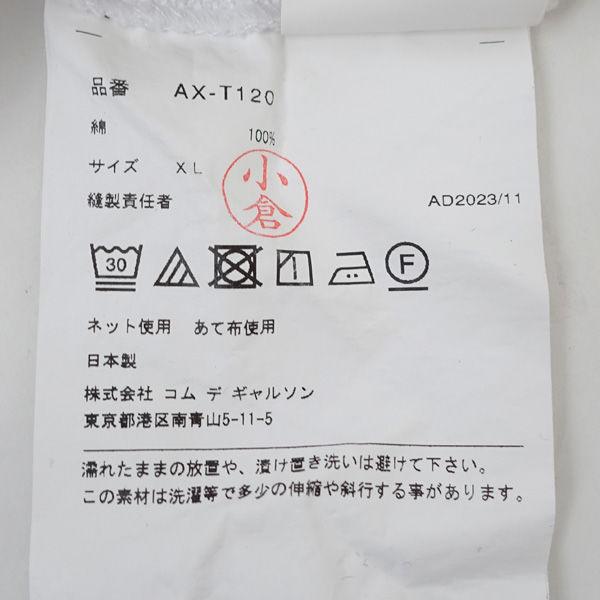 品番 AX-T120
綿 100%
サイズ XL
小倉
縫製責任者 AD2023/11
30 F
ネット使用 あて布使用
日本製
株式会社 コム デ ギャルソン
東京都港区南青山5-11-5
濡れたままの放置や、漬け置き洗いは避けて下さい。
この素材は洗濯等で多少の伸縮や斜行する事があります。